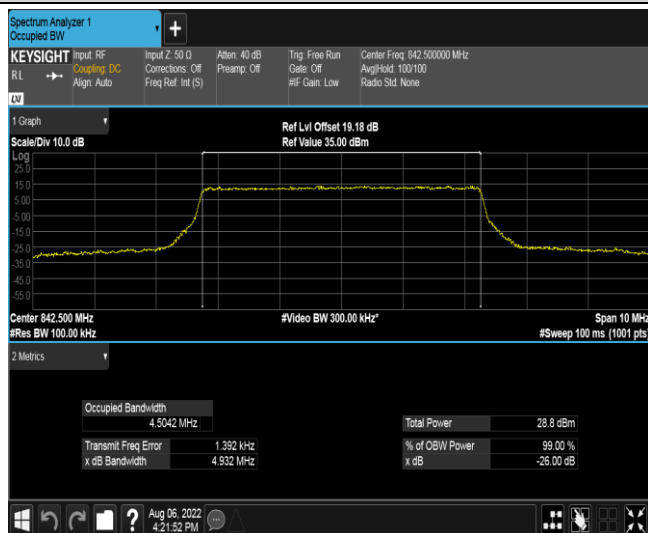 Spectrum Analyzer 1
Occupied BW
+
KEYSIGHT
RL
LXI
Input: RF
Coupling: DC
Align: Auto
Input Z: 50 Ω
Corrections: Off
Freq Ref: Int (S)
Atten: 40 dB
Preamp: Off
Trig: Free Run
Gate: Off
#IF Gain: Low
Center Freq: 842.500000 MHz
Avg|Hold: 100/100
Radio Std: None
1 Graph
Scale/Div 10.0 dB
Ref Lvl Offset 19.18 dB
Ref Value 35.00 dBm
Log
25.0
15.0
5.00
-5.00
-15.0
-25.0
-35.0
-45.0
-55.0
Center 842.500 MHz
#Res BW 100.00 kHz
#Video BW 300.00 kHz*
Span 10 MHz
#Sweep 100 ms (1001 pts)
2 Metrics
Occupied Bandwidth
4.5042 MHz
Transmit Freq Error 1.392 kHz
x dB Bandwidth 4.932 MHz
Total Power 28.8 dBm
% of OBW Power 99.00 %
x dB -26.00 dB
?
Aug 06, 2022
4:21:52 PM